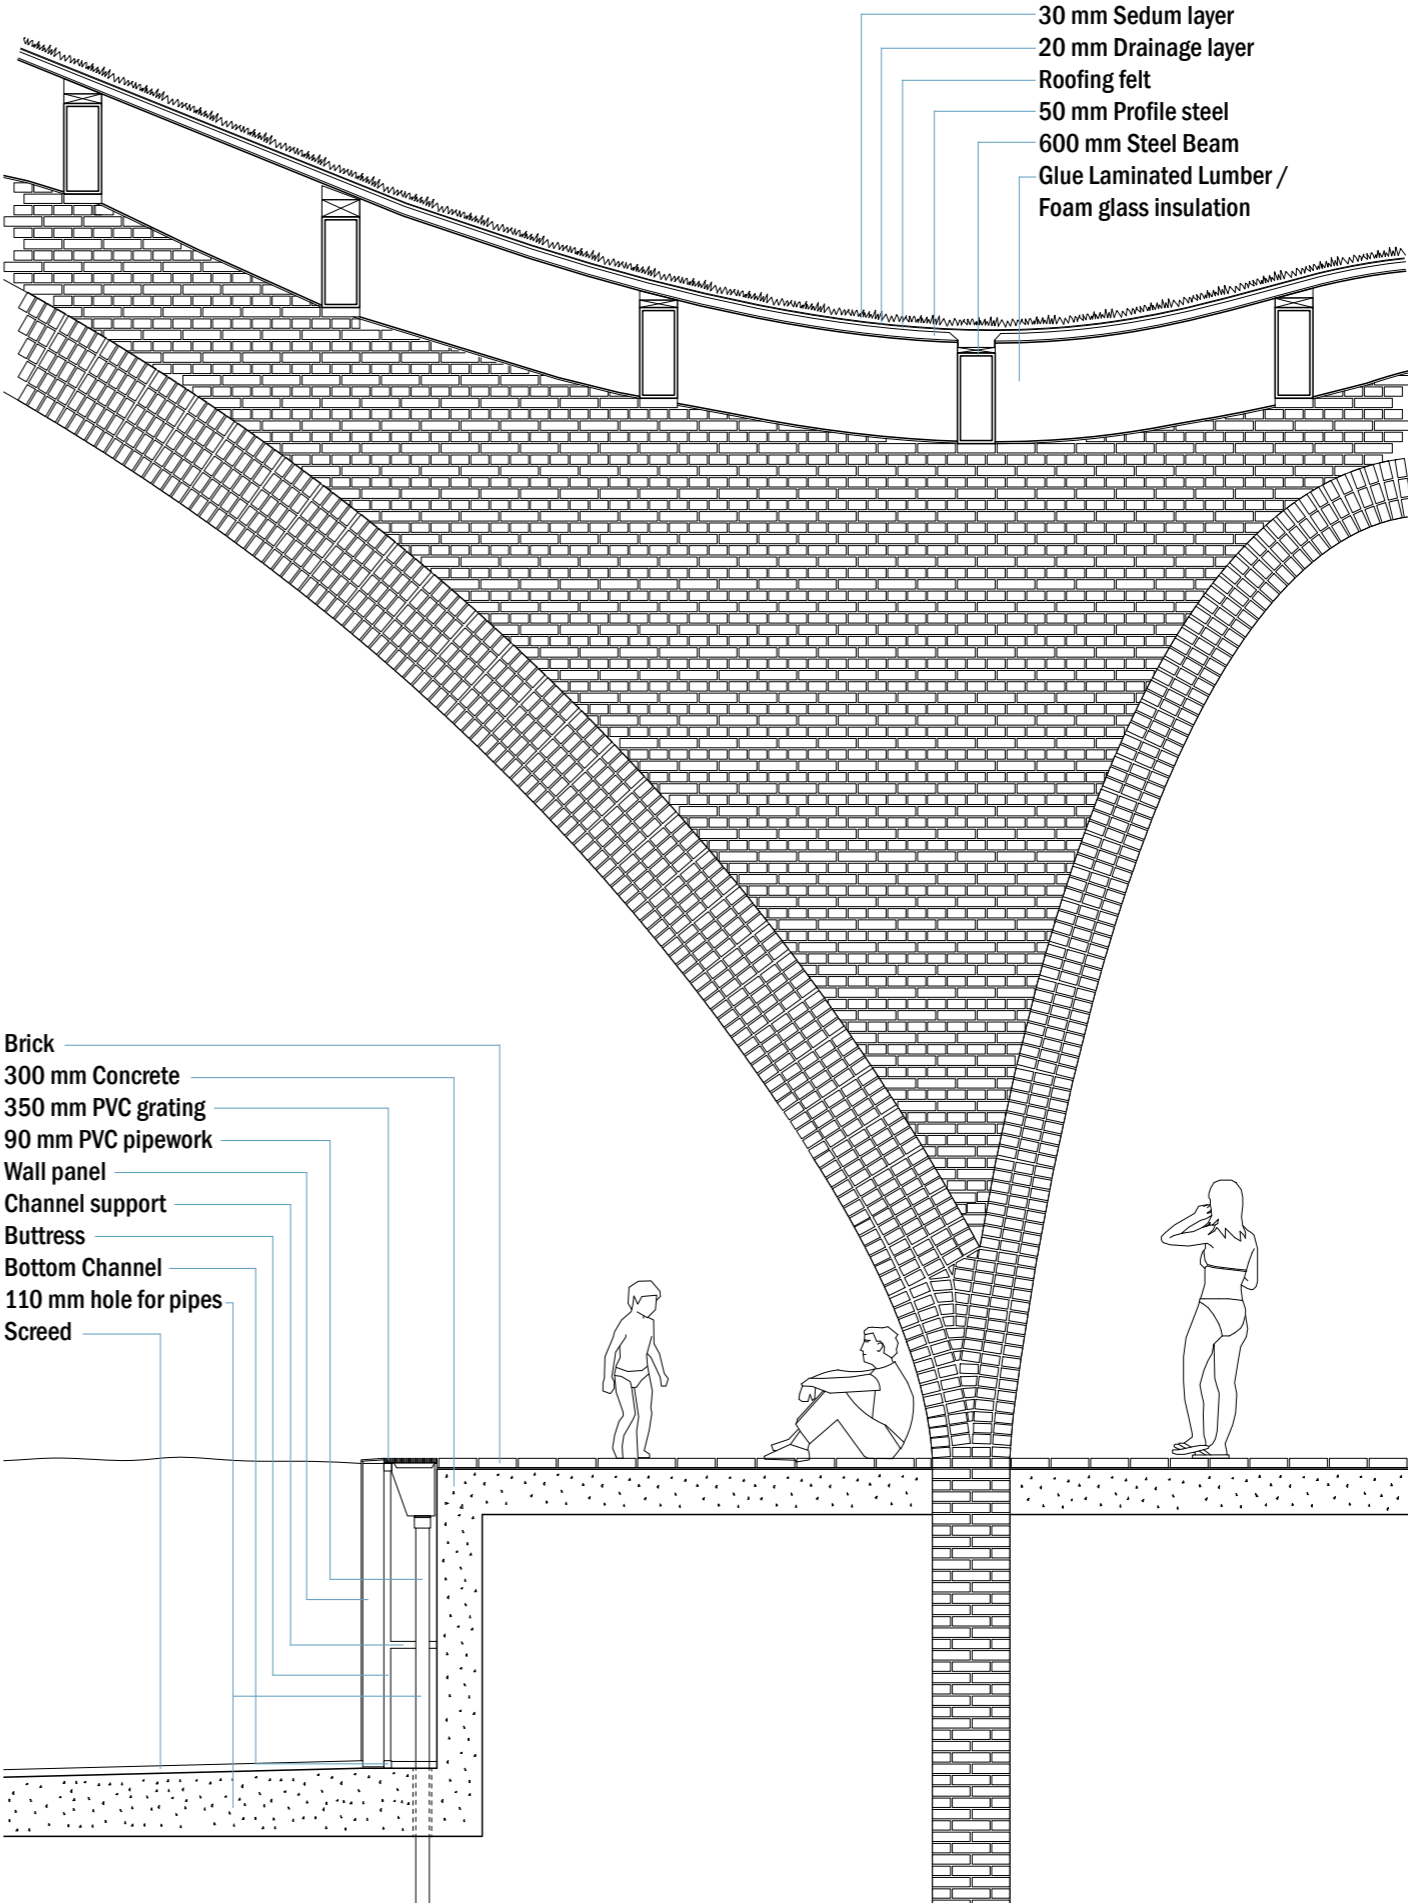 30 mm Sedum layer
20 mm Drainage layer
Roofing felt
50 mm Profile steel
600 mm Steel Beam
Glue Laminated Lumber /
Foam glass insulation
Brick
300 mm Concrete
350 mm PVC grating
90 mm PVC pipework
Wall panel
Channel support
Buttress
Bottom Channel
110 mm hole for pipes
Screed